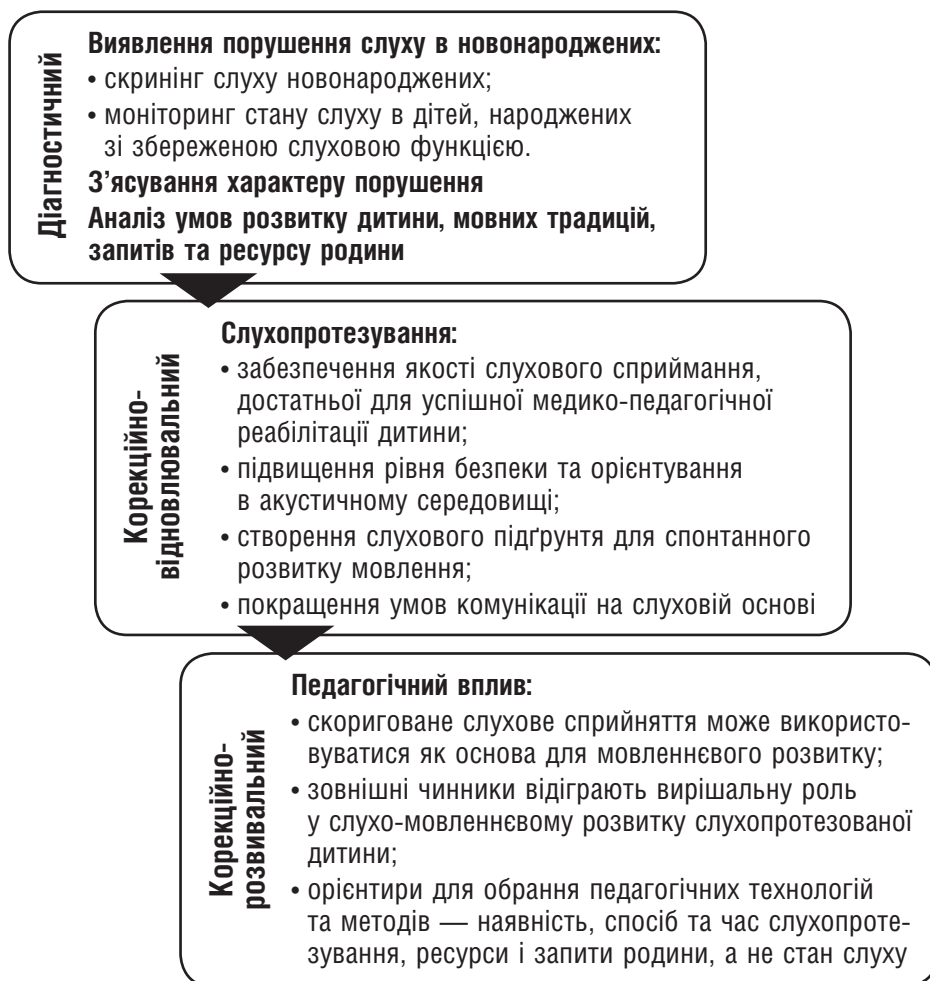 Діагностичний
Виявлення порушення слуху в новонароджених:
• скринінг слуху новонароджених;
• моніторинг стану слуху в дітей, народжених
зі збереженою слуховою функцією.
З’ясування характеру порушення
Аналіз умов розвитку дитини, мовних традицій,
запитів та ресурсу родини
Корекційно-
відновлювальний
Слухопротезування:
• забезпечення якості слухового сприймання,
достатньої для успішної медико-педагогічної
реабілітації дитини;
• підвищення рівня безпеки та орієнтування
в акустичному середовищі;
• створення слухового підґрунтя для спонтанного
розвитку мовлення;
• покращення умов комунікації на слуховій основі
Корекційно-
розвивальний
Педагогічний вплив:
• скориговане слухове сприйняття може використо-
вуватися як основа для мовленнєвого розвитку;
• зовнішні чинники відіграють вирішальну роль
у слухо-мовленнєвому розвитку слухопротезованої
дитини;
• орієнтири для обрання педагогічних технологій
та методів — наявність, спосіб та час слухопроте-
зування, ресурси і запити родини, а не стан слуху